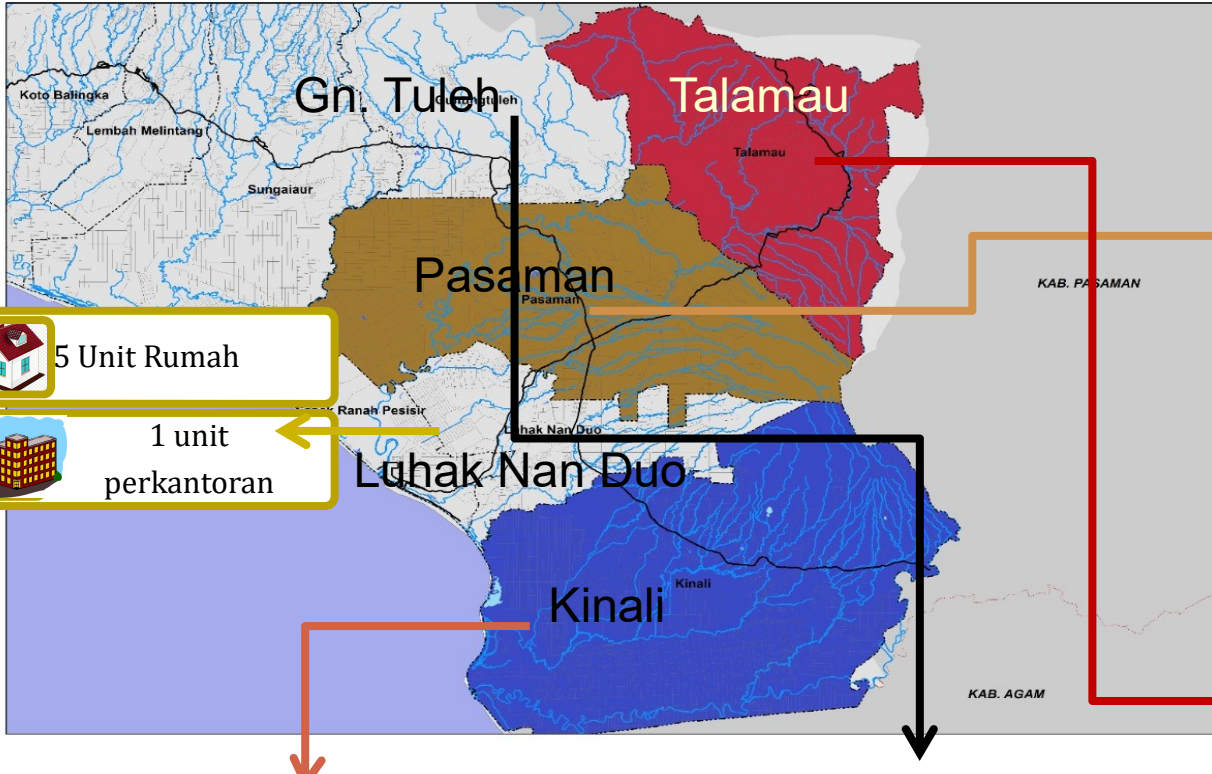 Gn. Tuleh
Talamau
Koto Balingka
Lembah Melintang
Talamau
Sungaiaur
Pasaman
Pasaman
KAB. PASAMAN
5 Unit Rumah
Ranah Pesisir
1 unit
perkantoran
Luhak Nan Duo
Luhak Nan Duo
Kinali
Kinali
KAB. AGAM